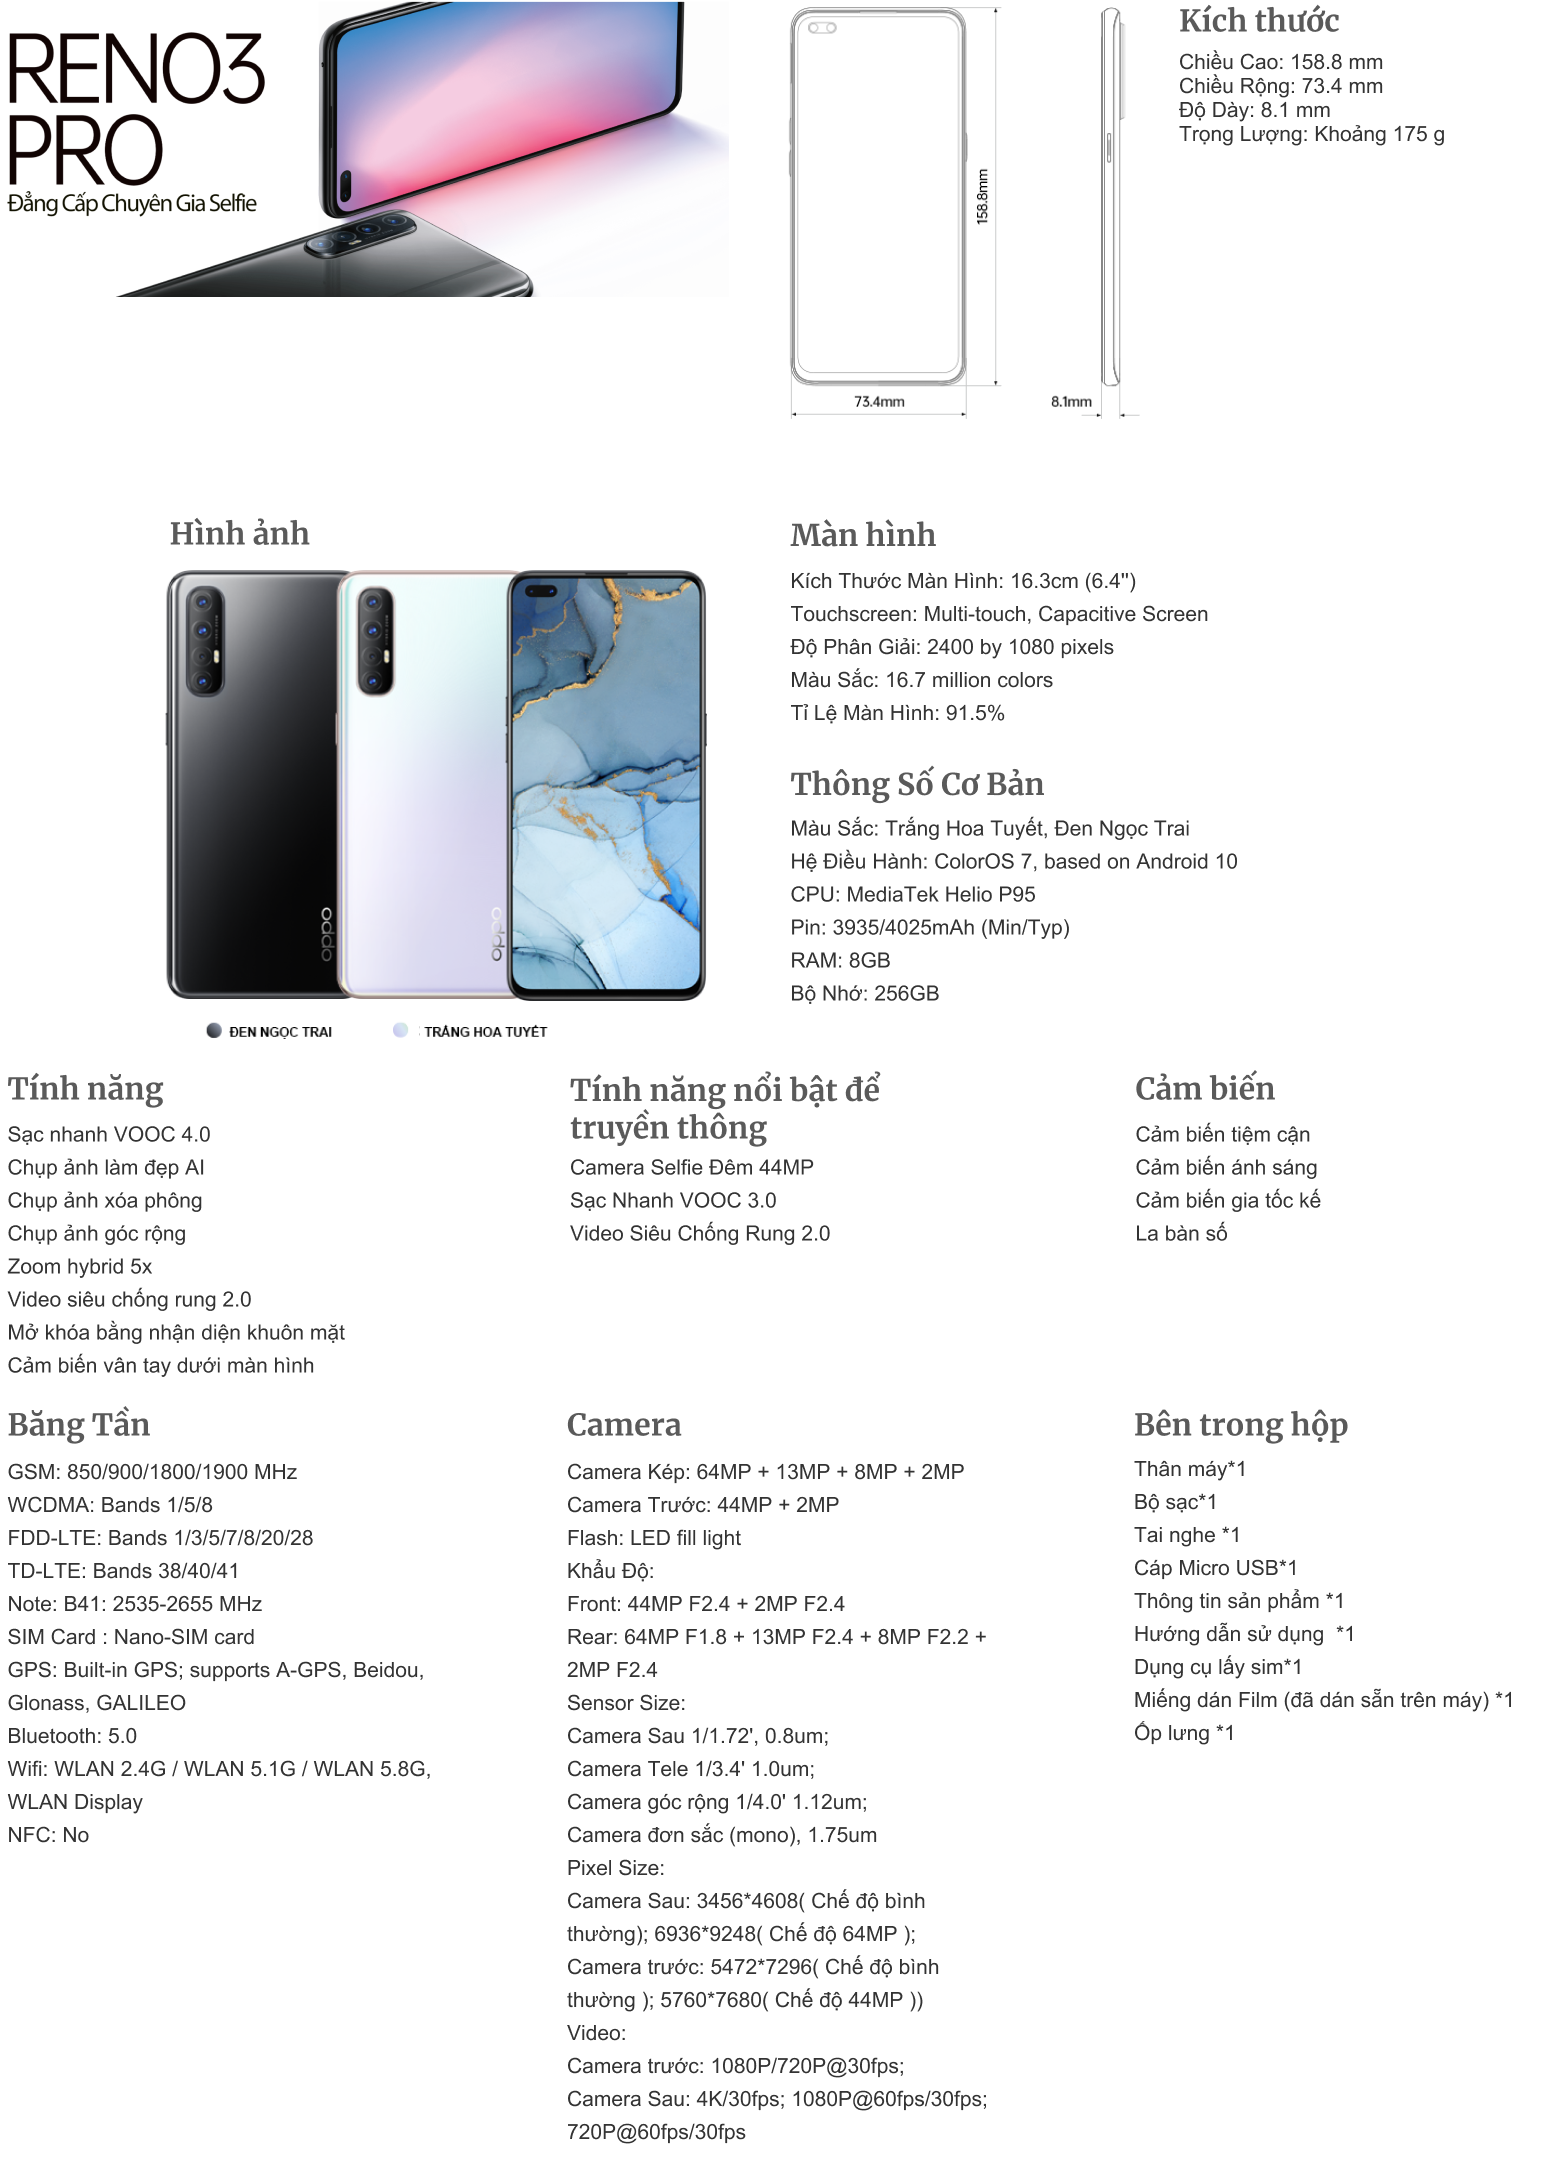 RENO3
PRO
Đẳng Cấp Chuyên Gia Selfie
158.8mm
73.4mm
8.1mm
Kích thước
Chiều Cao: 158.8 mm
Chiều Rộng: 73.4 mm
Độ Dày: 8.1 mm
Trọng Lượng: Khoảng 175 g
Hình ảnh
oppo
oppo
ĐEN NGỌC TRAI
TRẮNG HOA TUYẾT
Màn hình
Kích Thước Màn Hình: 16.3cm (6.4")
Touchscreen: Multi-touch, Capacitive Screen
Độ Phân Giải: 2400 by 1080 pixels
Màu Sắc: 16.7 million colors
Tỉ Lệ Màn Hình: 91.5%
Thông Số Cơ Bản
Màu Sắc: Trắng Hoa Tuyết, Đen Ngọc Trai
Hệ Điều Hành: ColorOS 7, based on Android 10
CPU: MediaTek Helio P95
Pin: 3935/4025mAh (Min/Typ)
RAM: 8GB
Bộ Nhớ: 256GB
Tính năng
Sạc nhanh VOOC 4.0
Chụp ảnh làm đẹp AI
Chụp ảnh xóa phông
Chụp ảnh góc rộng
Zoom hybrid 5x
Video siêu chống rung 2.0
Mở khóa bằng nhận diện khuôn mặt
Cảm biến vân tay dưới màn hình
Tính năng nổi bật để
truyền thông
Camera Selfie Đêm 44MP
Sạc Nhanh VOOC 3.0
Video Siêu Chống Rung 2.0
Cảm biến
Cảm biến tiệm cận
Cảm biến ánh sáng
Cảm biến gia tốc kế
La bàn số
Băng Tần
GSM: 850/900/1800/1900 MHz
WCDMA: Bands 1/5/8
FDD-LTE: Bands 1/3/5/7/8/20/28
TD-LTE: Bands 38/40/41
Note: B41: 2535-2655 MHz
SIM Card : Nano-SIM card
GPS: Built-in GPS; supports A-GPS, Beidou,
Glonass, GALILEO
Bluetooth: 5.0
Wifi: WLAN 2.4G / WLAN 5.1G / WLAN 5.8G,
WLAN Display
NFC: No
Camera
Camera Kép: 64MP + 13MP + 8MP + 2MP
Camera Trước: 44MP + 2MP
Flash: LED fill light
Khẩu Độ:
Front: 44MP F2.4 + 2MP F2.4
Rear: 64MP F1.8 + 13MP F2.4 + 8MP F2.2 +
2MP F2.4
Sensor Size:
Camera Sau 1/1.72', 0.8um;
Camera Tele 1/3.4' 1.0um;
Camera góc rộng 1/4.0' 1.12um;
Camera đơn sắc (mono), 1.75um
Pixel Size:
Camera Sau: 3456*4608( Chế độ bình
thường); 6936*9248( Chế độ 64MP );
Camera trước: 5472*7296( Chế độ bình
thường ); 5760*7680( Chế độ 44MP ))
Video:
Camera trước: 1080P/720P@30fps;
Camera Sau: 4K/30fps; 1080P@60fps/30fps;
720P@60fps/30fps
Bên trong hộp
Thân máy*1
Bộ sạc*1
Tai nghe *1
Cáp Micro USB*1
Thông tin sản phẩm *1
Hướng dẫn sử dụng  *1
Dụng cụ lấy sim*1
Miếng dán Film (đã dán sẵn trên máy) *1
Ốp lưng *1